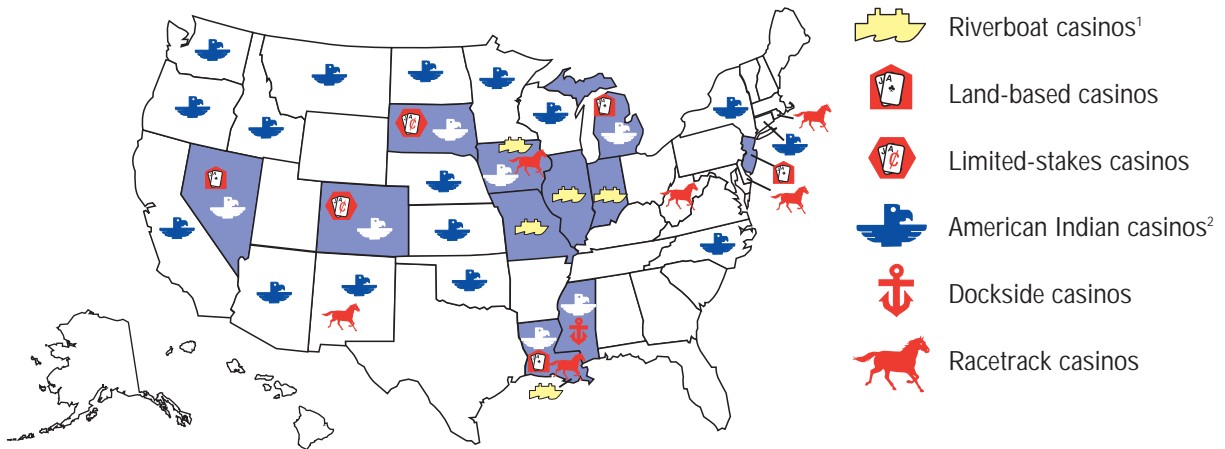 Riverboat casinos¹
Land-based casinos
Limited-stakes casinos
American Indian casinos²
Dockside casinos
Racetrack casinos